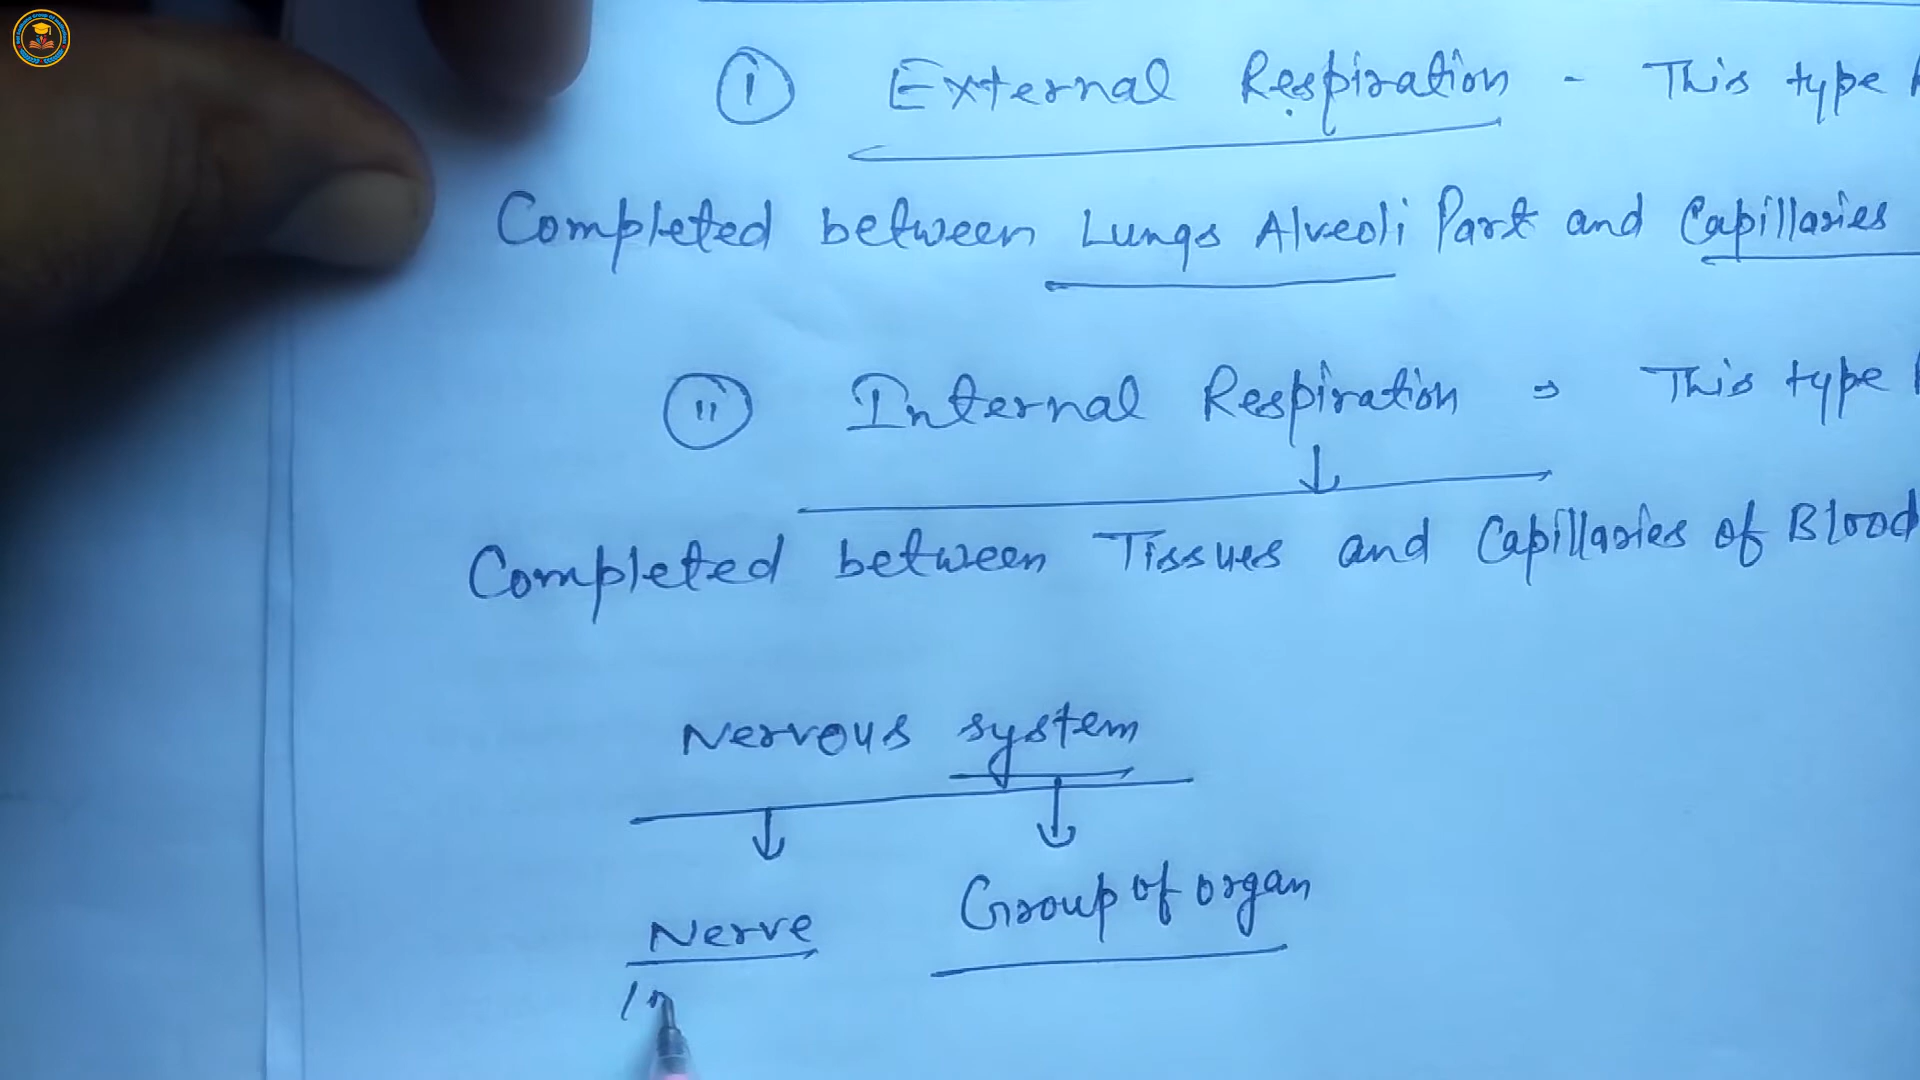 ① External Respiration - This type
Completed between Lungs Alveoli Part and Capillaries
ⓘⓘ Internal Respiration → This type
↓
Completed between Tissues and Capillaries of Blood
Nervous system
↓ ↓
Nerve Group of organ